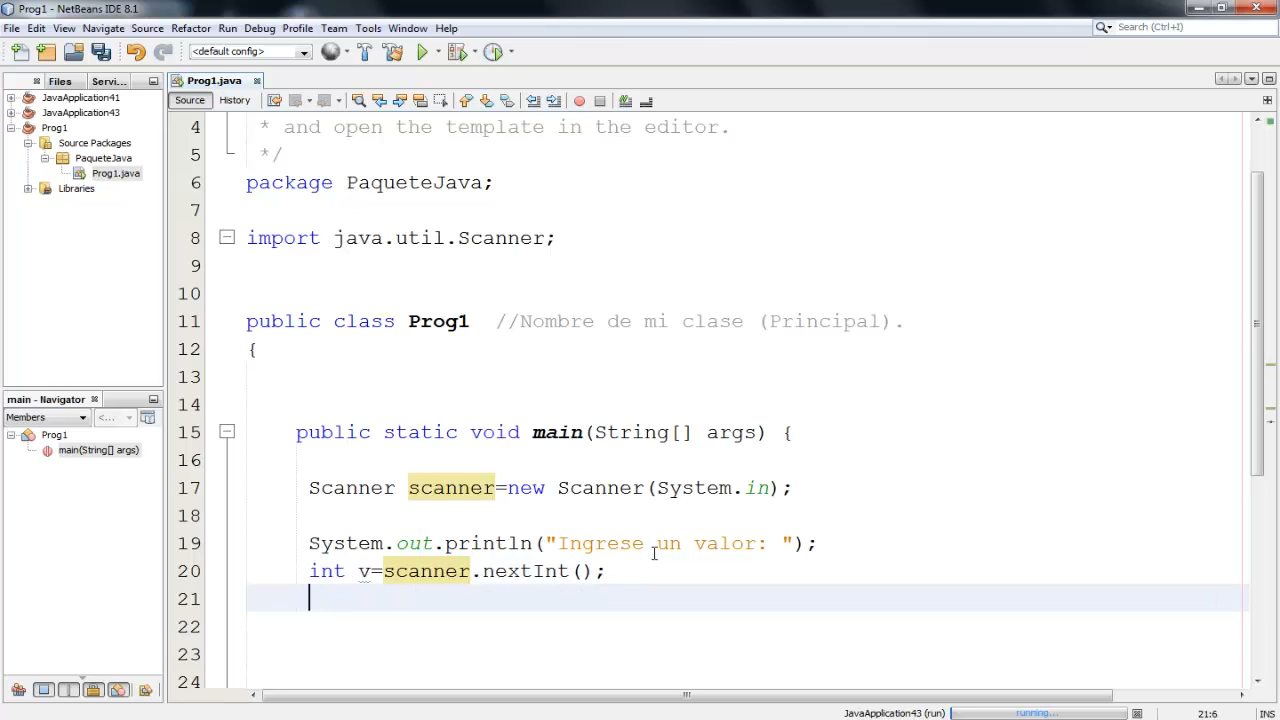 Prog1 - NetBeans IDE 8.1
File Edit View Navigate Source Refactor Run Debug Profile Team Tools Window Help
Search (Ctrl+I)
<default config>
Files Servi...
Prog1.java
JavaApplication41
JavaApplication43
Prog1
Source Packages
PaqueteJava
Prog1.java
Libraries
Source History
4 * and open the template in the editor.
5 */
6 package PaqueteJava;
7
8 import java.util.Scanner;
9
10
11 public class Prog1 //Nombre de mi clase (Principal).
12 {
13
14
15 public static void main(String[] args) {
16
17 Scanner scanner=new Scanner(System.in);
18
19 System.out.println("Ingrese un valor: ");
20 int v=scanner.nextInt();
21
22
23
24
main - Navigator
Members <...
Prog1
main(String[] args)
JavaApplication43 (run) running... 21:6 INS